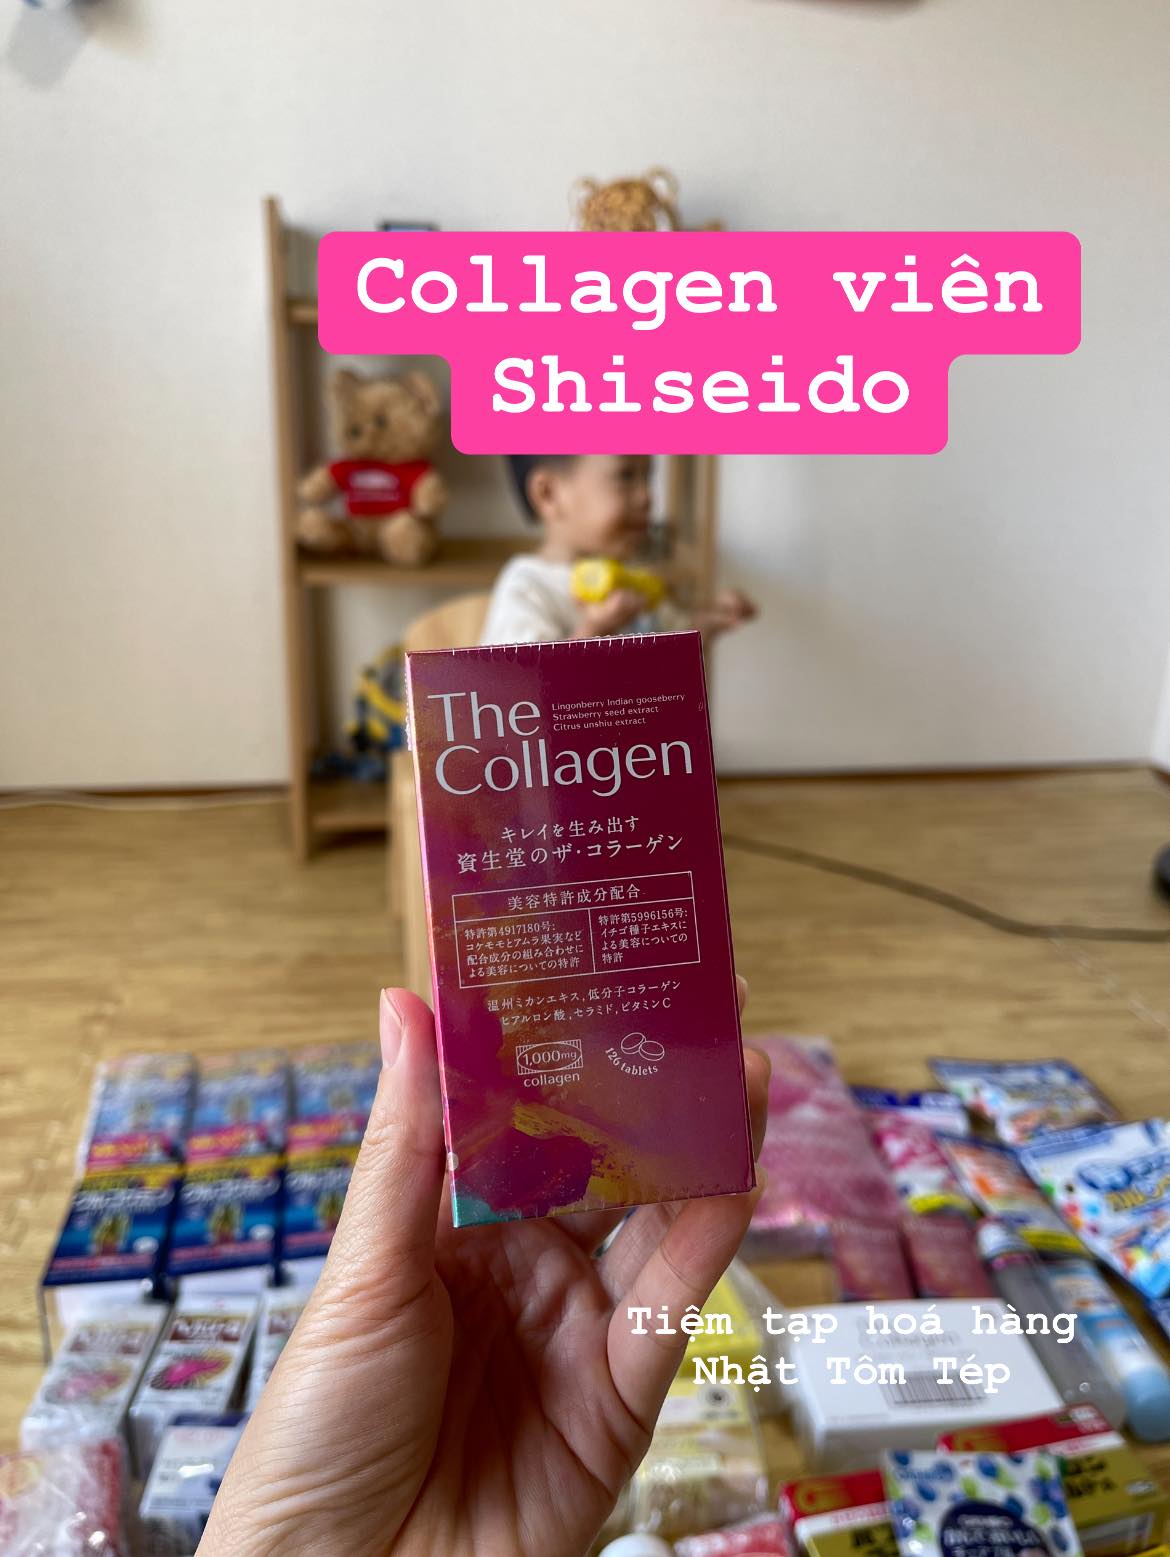 Collagen viên
Shiseido
The
Collagen
Lingonberry Indian gooseberry
Strawberry seed extract
Citrus unshiu extract
キレイを生み出す
資生堂のザ・コラーゲン
美容特許成分配合
特許第4917180号:
コケモモとアムラ果実など
配合成分の組み合わせに
よる美容についての特許
特許第5996156号:
イチゴ種子エキスに
よる美容についての
特許
温州ミカンエキス,低分子コラーゲン
ヒアルロン酸,セラミド,ビタミンC
1,000mg
collagen
126 tablets
Tiệm tạp hoá hàng
Nhật Tôm Tép